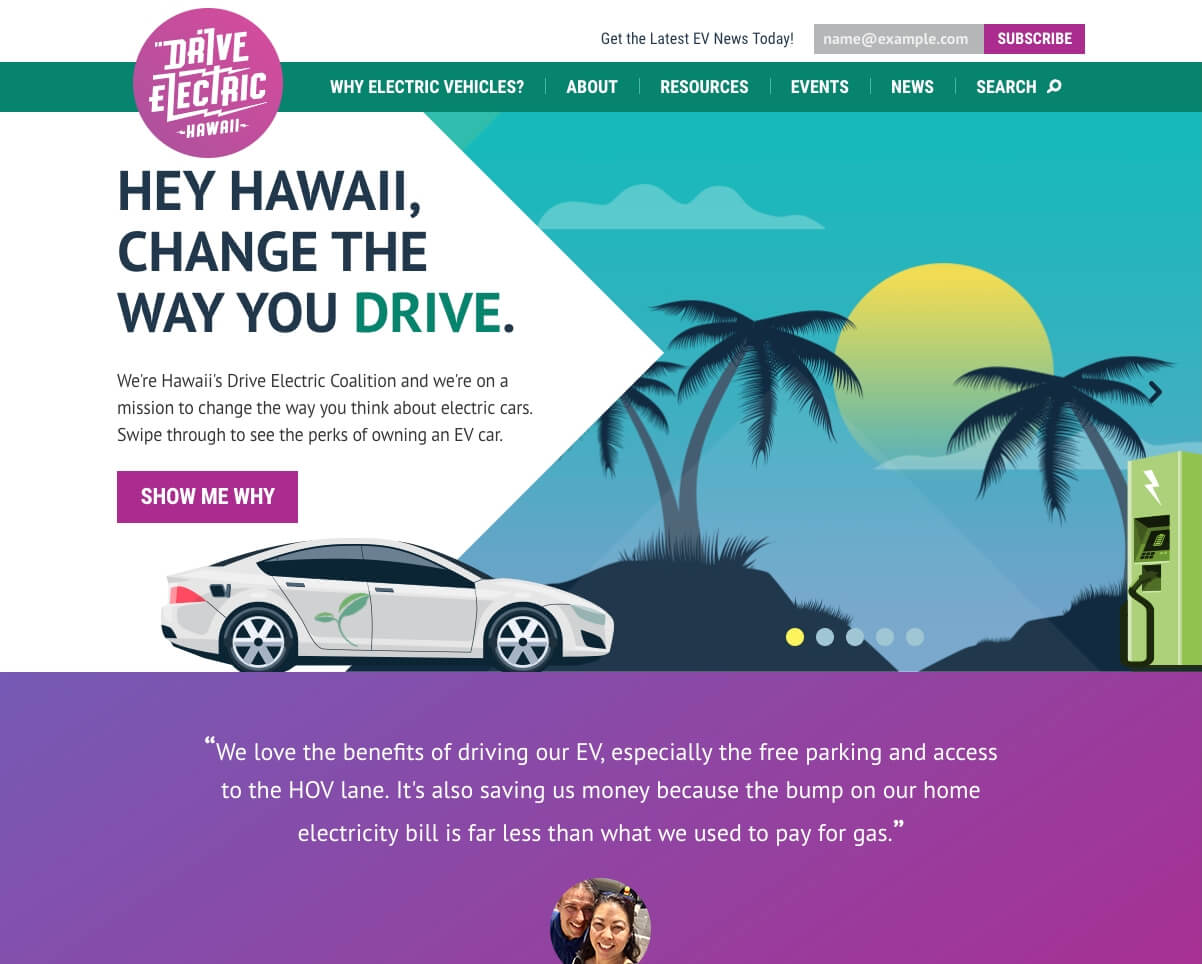 Get the Latest EV News Today!
name@example.com
SUBSCRIBE
DRIVE
ELECTRIC
HAWAII
WHY ELECTRIC VEHICLES?
ABOUT
RESOURCES
EVENTS
NEWS
SEARCH
HEY HAWAII,
CHANGE THE
WAY YOU DRIVE.
We're Hawaii's Drive Electric Coalition and we're on a
mission to change the way you think about electric cars.
Swipe through to see the perks of owning an EV car.
SHOW ME WHY
“We love the benefits of driving our EV, especially the free parking and access
to the HOV lane. It's also saving us money because the bump on our home
electricity bill is far less than what we used to pay for gas.”